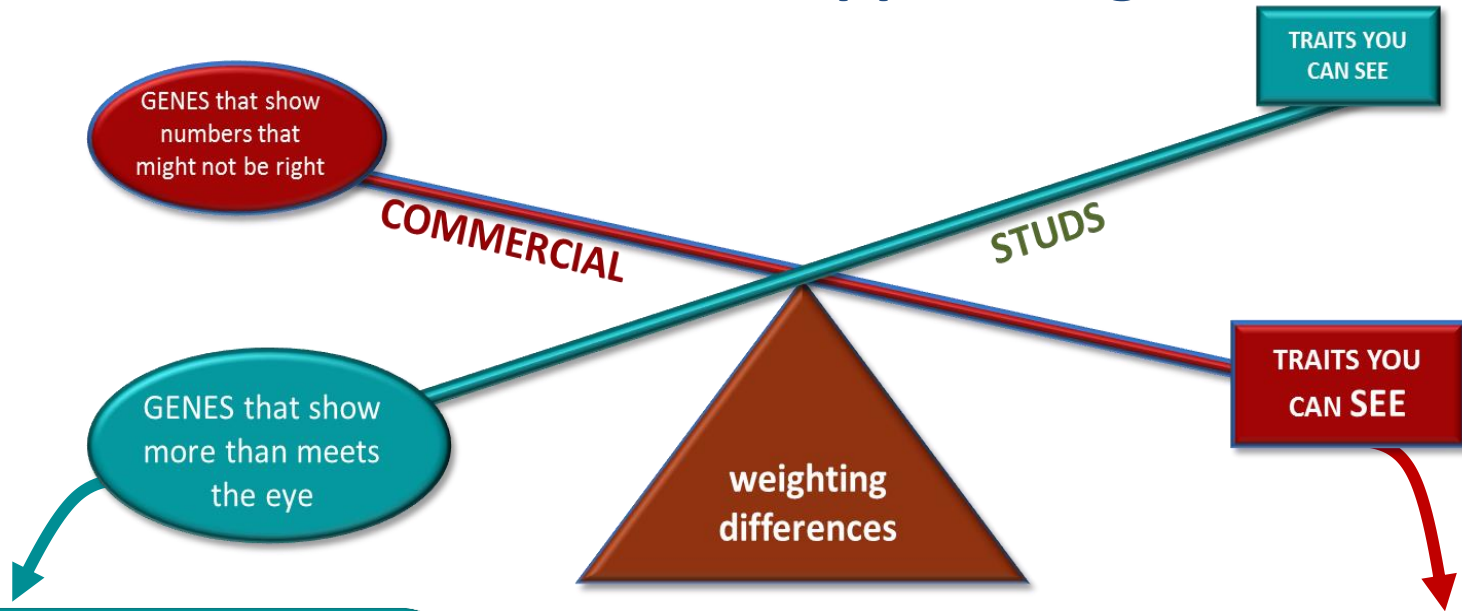 TRAITS YOU
CAN SEE
GENES that show
numbers that
might not be right
COMMERCIAL
STUDS
TRAITS YOU
CAN SEE
GENES that show
more than meets
the eye
weighting
differences